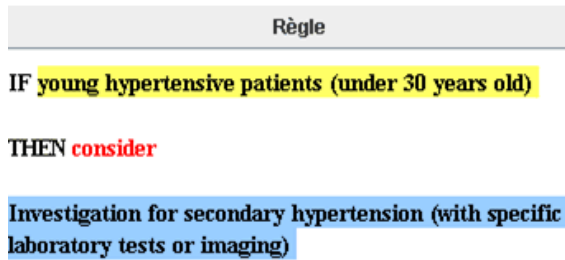 Règle
IF young hypertensive patients (under 30 years old)
THEN consider
Investigation for secondary hypertension (with specific
laboratory tests or imaging)